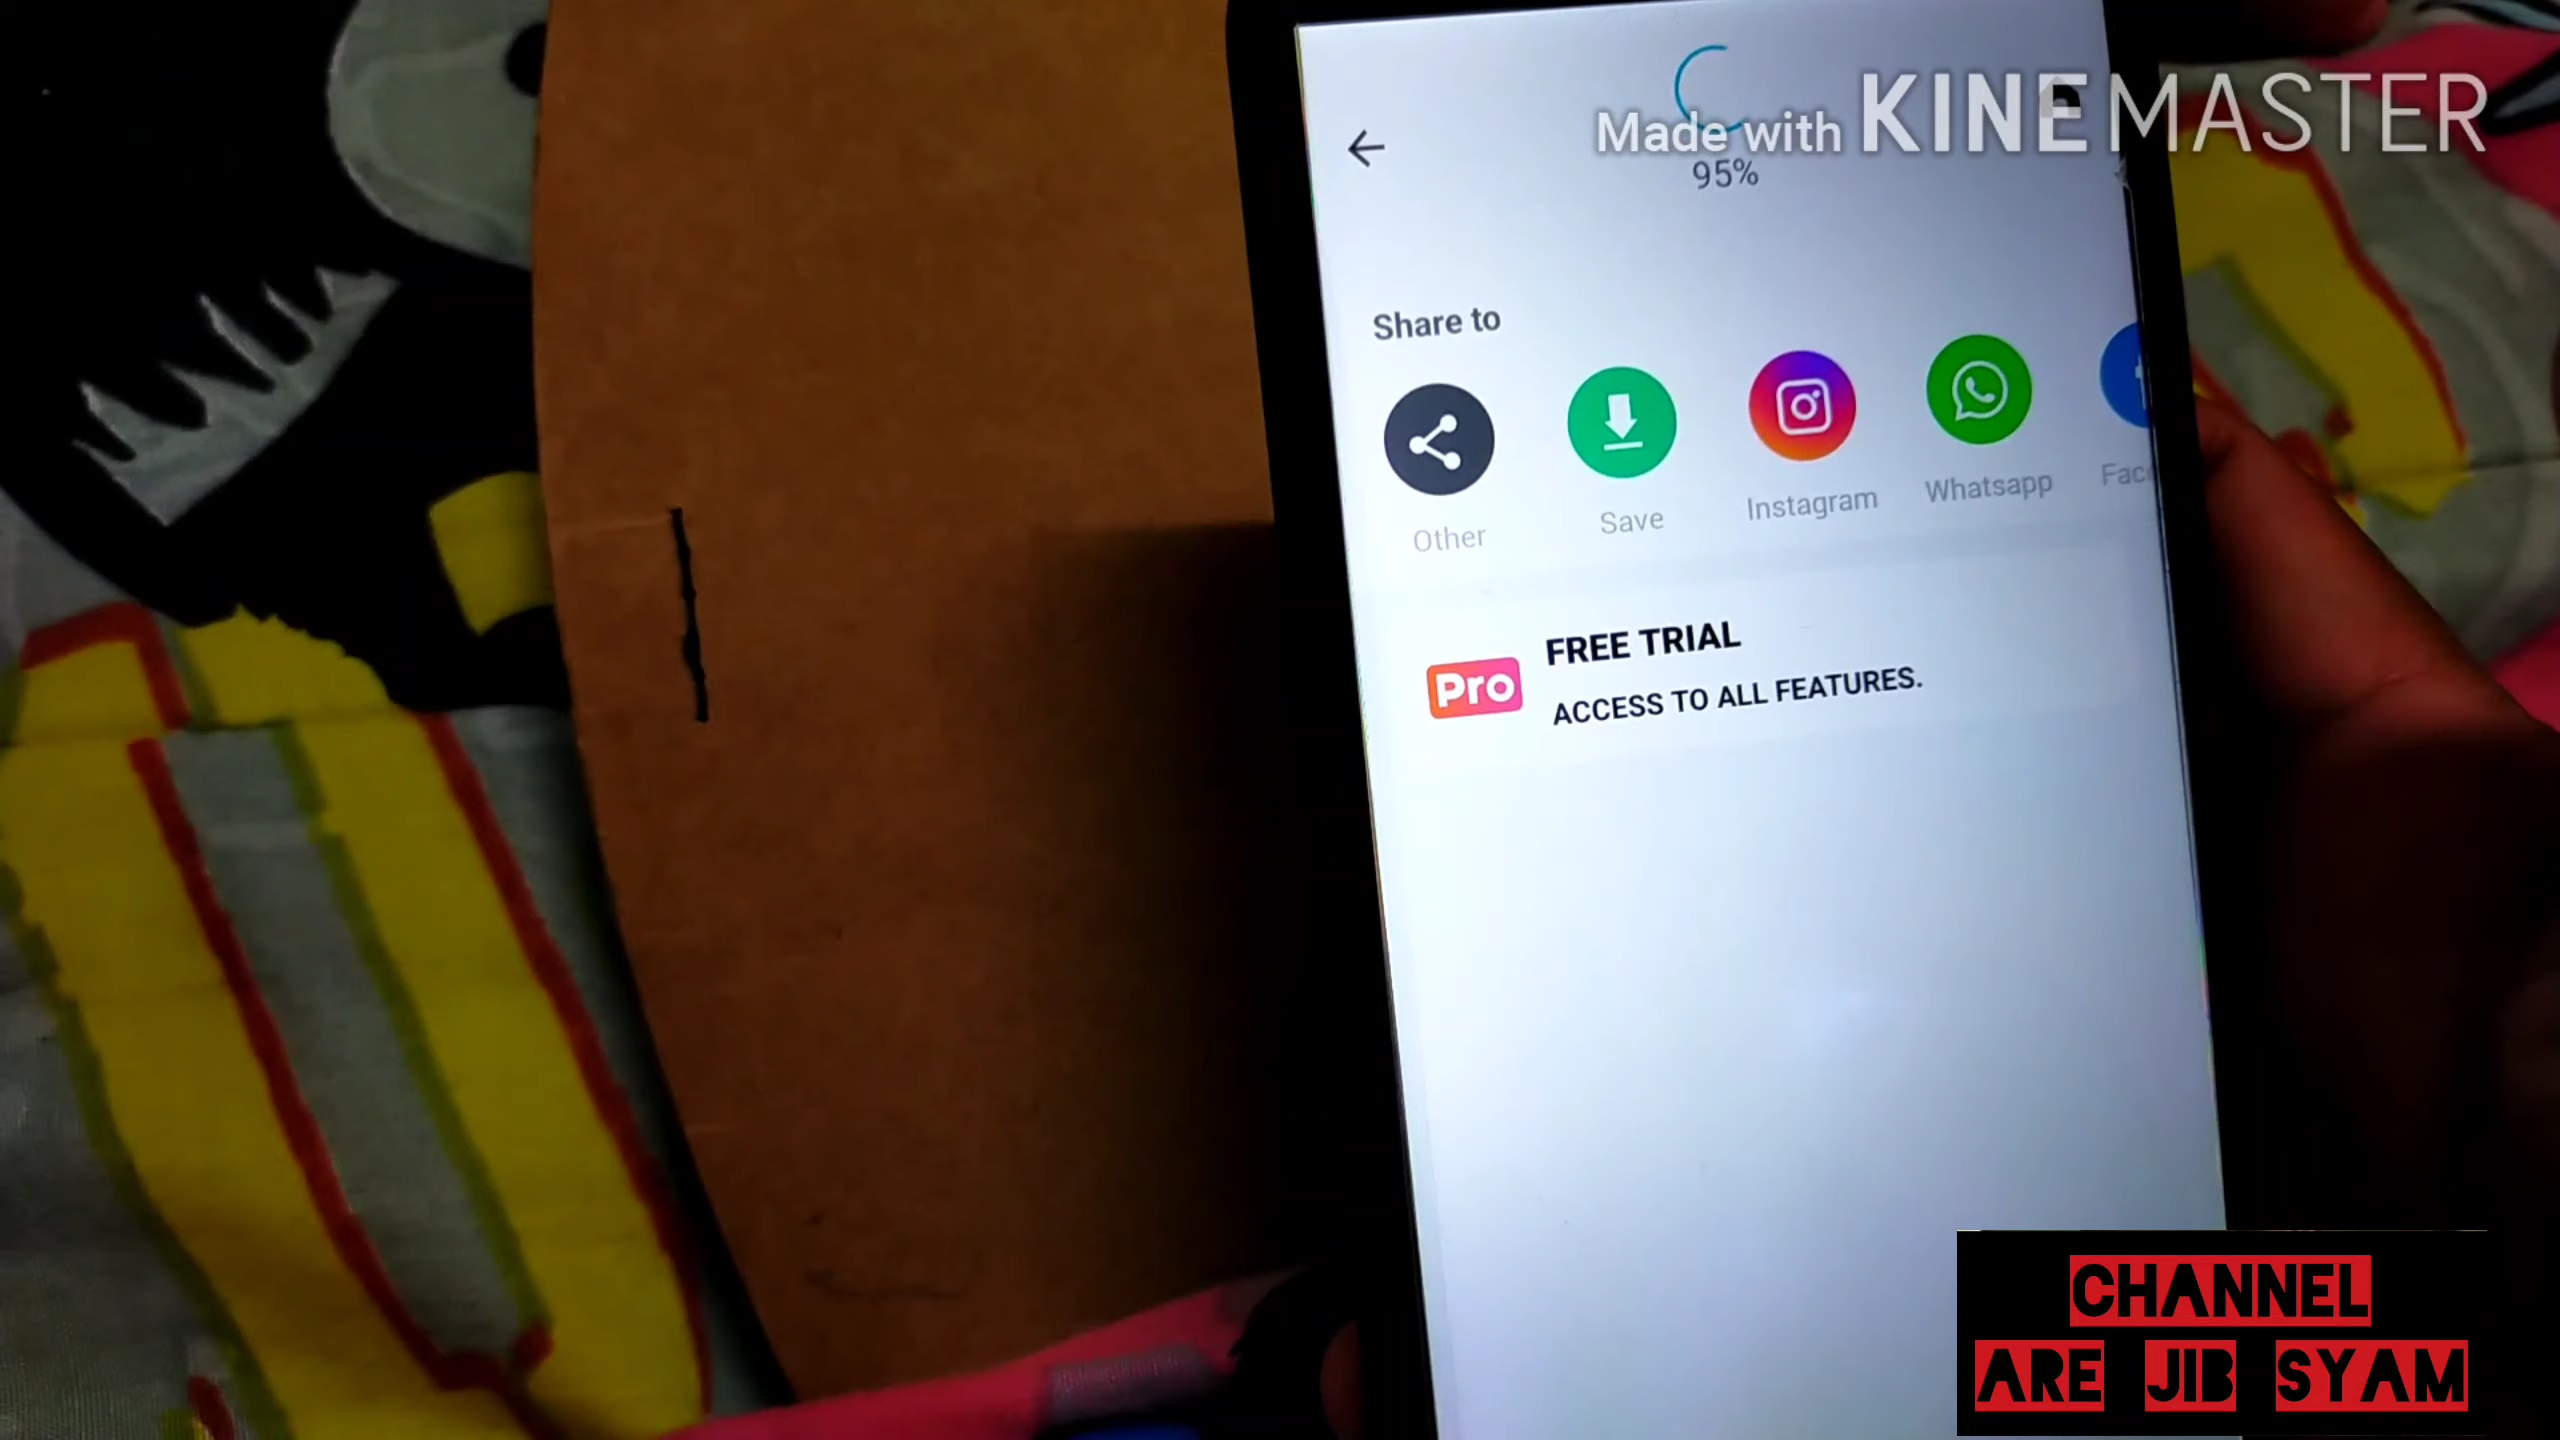 Made with KINEMASTER
95%
Share to
Other
Save
Instagram
Whatsapp
Pro
FREE TRIAL
ACCESS TO ALL FEATURES.
CHANNEL
ARE JIB SYAM